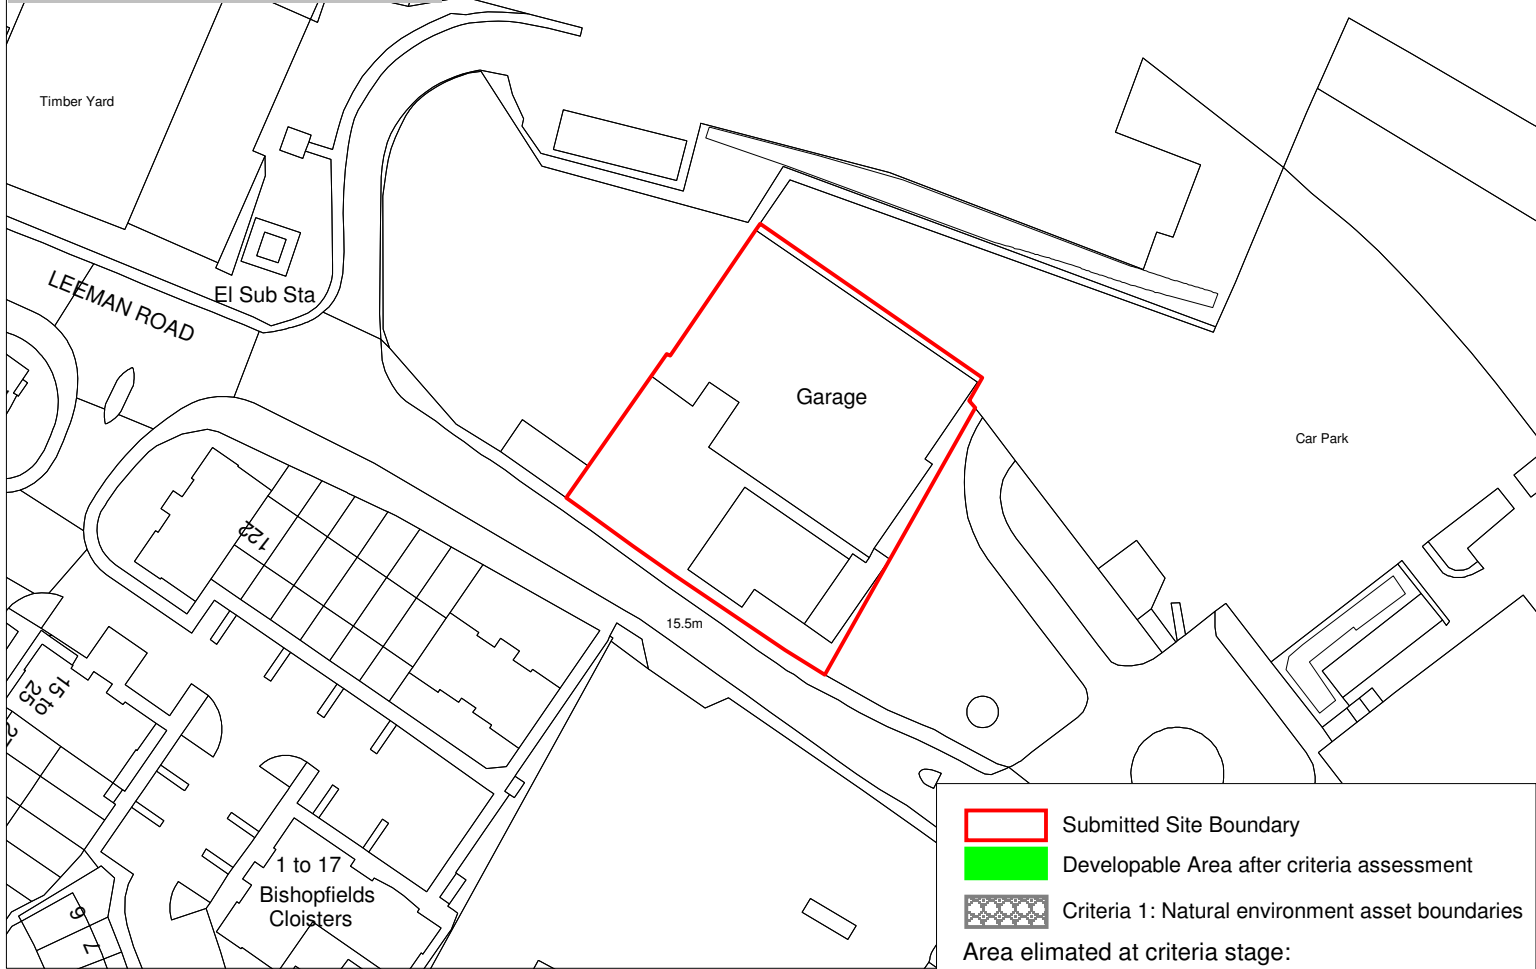 Timber Yard
LEEMAN ROAD
El Sub Sta
Garage
Car Park
122
15.5m
15
to
25
1 to 17
Bishopfields
Cloisters
6
7
Submitted Site Boundary
Developable Area after criteria assessment
Criteria 1: Natural environment asset boundaries
Area elimated at criteria stage: